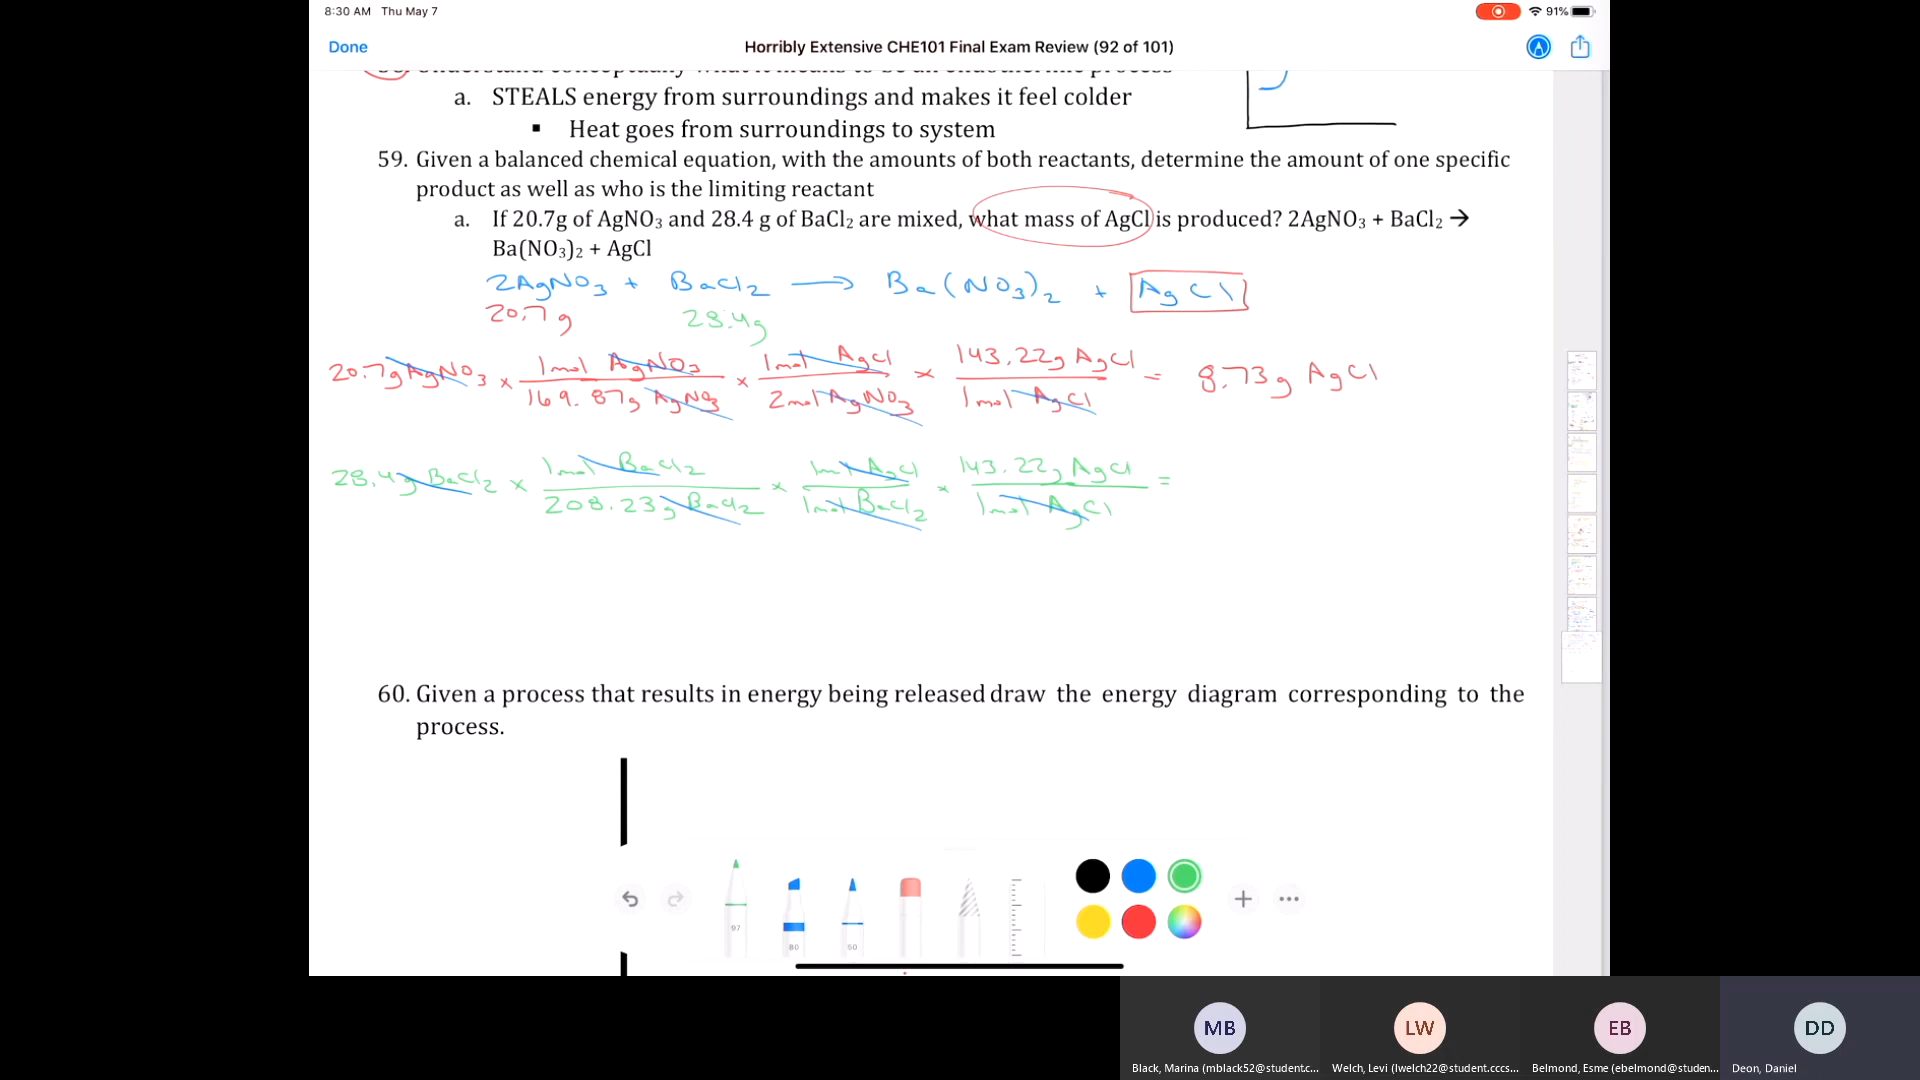 8:30 AM Thu May 7
91%
Done
Horribly Extensive CHE101 Final Exam Review (92 of 101)
a. STEALS energy from surroundings and makes it feel colder
▪ Heat goes from surroundings to system
59. Given a balanced chemical equation, with the amounts of both reactants, determine the amount of one specific
product as well as who is the limiting reactant
a. If 20.7g of AgNO3 and 28.4 g of BaCl2 are mixed, what mass of AgCl is produced? 2AgNO3 + BaCl2 →
Ba(NO3)2 + AgCl
2AgNO3 + BaCl2 → Ba(NO3)2 + AgCl
20.7g 28.4g
20.7g AgNO3 × 1mol AgNO3 / 169.87g AgNO3 × 1mol AgCl / 2mol AgNO3 × 143.22g AgCl / 1mol AgCl = 8.73g AgCl
28.4g BaCl2 × 1mol BaCl2 / 208.23g BaCl2 × 1mol AgCl / 1mol BaCl2 × 143.22g AgCl / 1mol AgCl =
60. Given a process that results in energy being released draw the energy diagram corresponding to the
process.
97
80
50
MB
LW
EB
DD
Black, Marina (mblack52@student.c...
Welch, Levi (lwelch22@student.cccs...
Belmond, Esme (ebelmond@studen...
Deon, Daniel